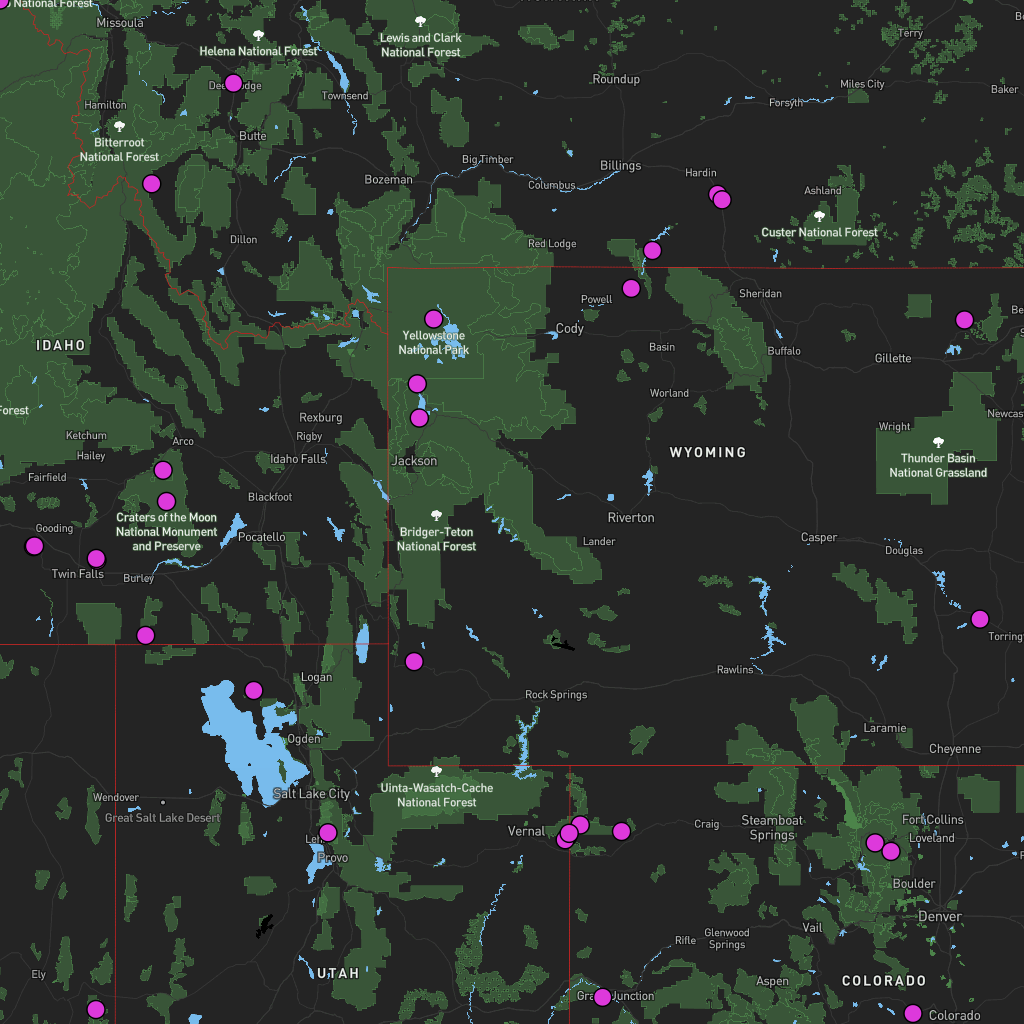 National Forest
Missoula
Helena National Forest
Lewis and Clark
National Forest
Terry
Roundup
Miles City
Baker
Townsend
Forsyth
Hamilton
Butte
Bitterroot
National Forest
Big Timber
Billings
Bozeman
Columbus
Hardin
Ashland
Custer National Forest
Dillon
Red Lodge
Powell
Sheridan
Cody
Yellowstone
National Park
IDAHO
Basin
Buffalo
Gillette
Worland
Forest
Rexburg
Ketchum
Arco
Rigby
Wright
Hailey
Idaho Falls
Jackson
WYOMING
Thunder Basin
National Grassland
Fairfield
Blackfoot
Craters of the Moon
National Monument
and Preserve
Riverton
Gooding
Pocatello
Bridger-Teton
National Forest
Lander
Casper
Douglas
Twin Falls
Burley
Rawlins
Logan
Rock Springs
Laramie
Ogden
Cheyenne
Wendover
Salt Lake City
Uinta-Wasatch-Cache
National Forest
Great Salt Lake Desert
Vernal
Craig
Steamboat
Springs
Fort Collins
Loveland
Provo
Boulder
Denver
Vail
Glenwood
Springs
Rifle
Ely
UTAH
Aspen
COLORADO
Junction
Colorado